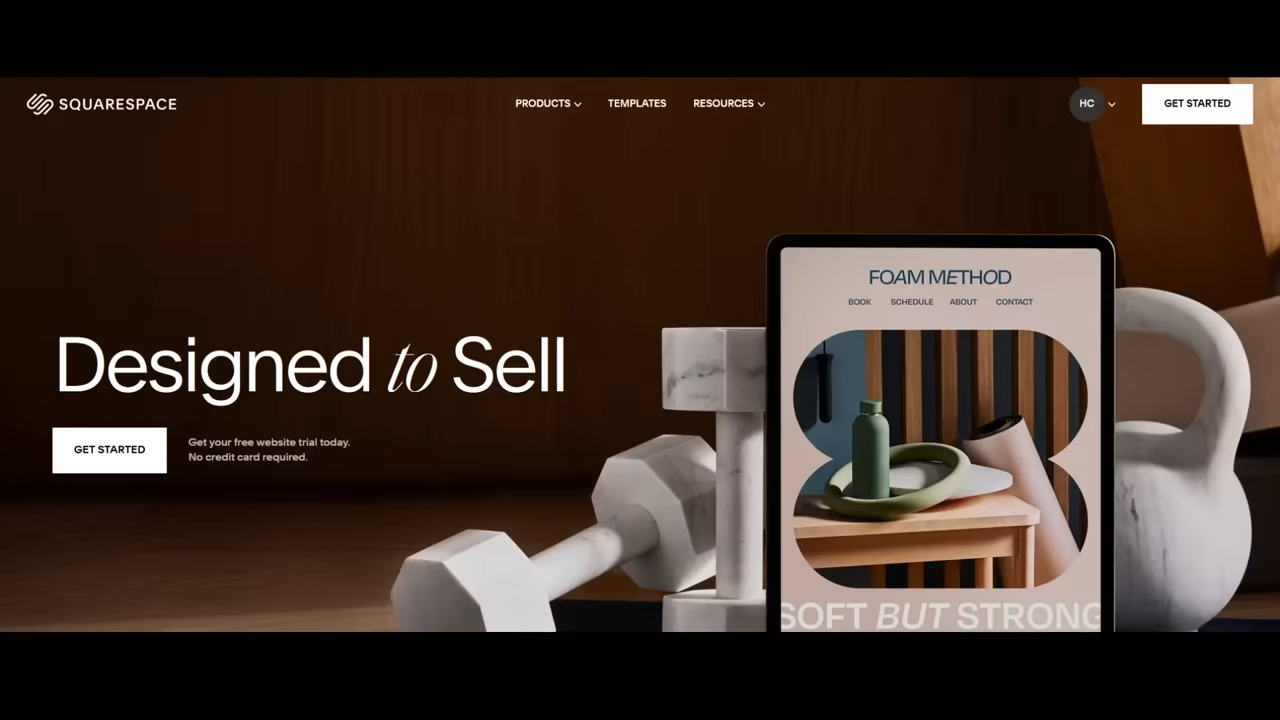 SQUARESPACE
PRODUCTS
TEMPLATES
RESOURCES
HC
GET STARTED
FOAM METHOD
BOOK
SCHEDULE
ABOUT
CONTACT
Designed to Sell
GET STARTED
Get your free website trial today.
No credit card required.
SOFT BUT STRONG